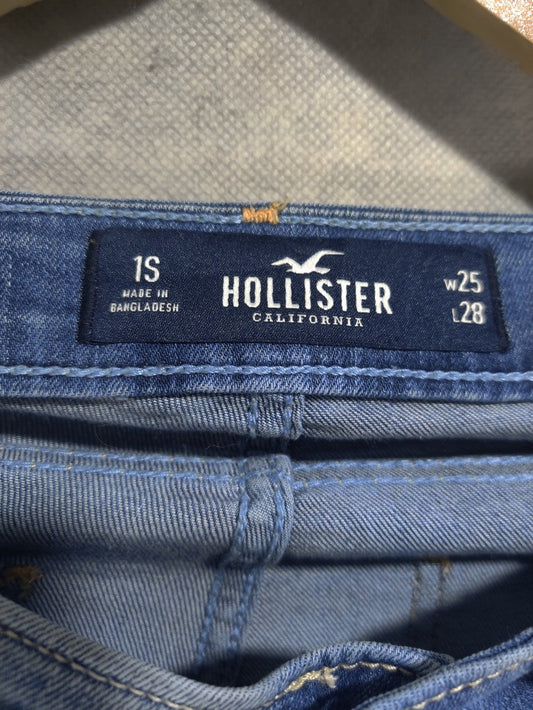 1S
MADE IN
BANGLADESH
HOLLISTER
CALIFORNIA
W25
L28